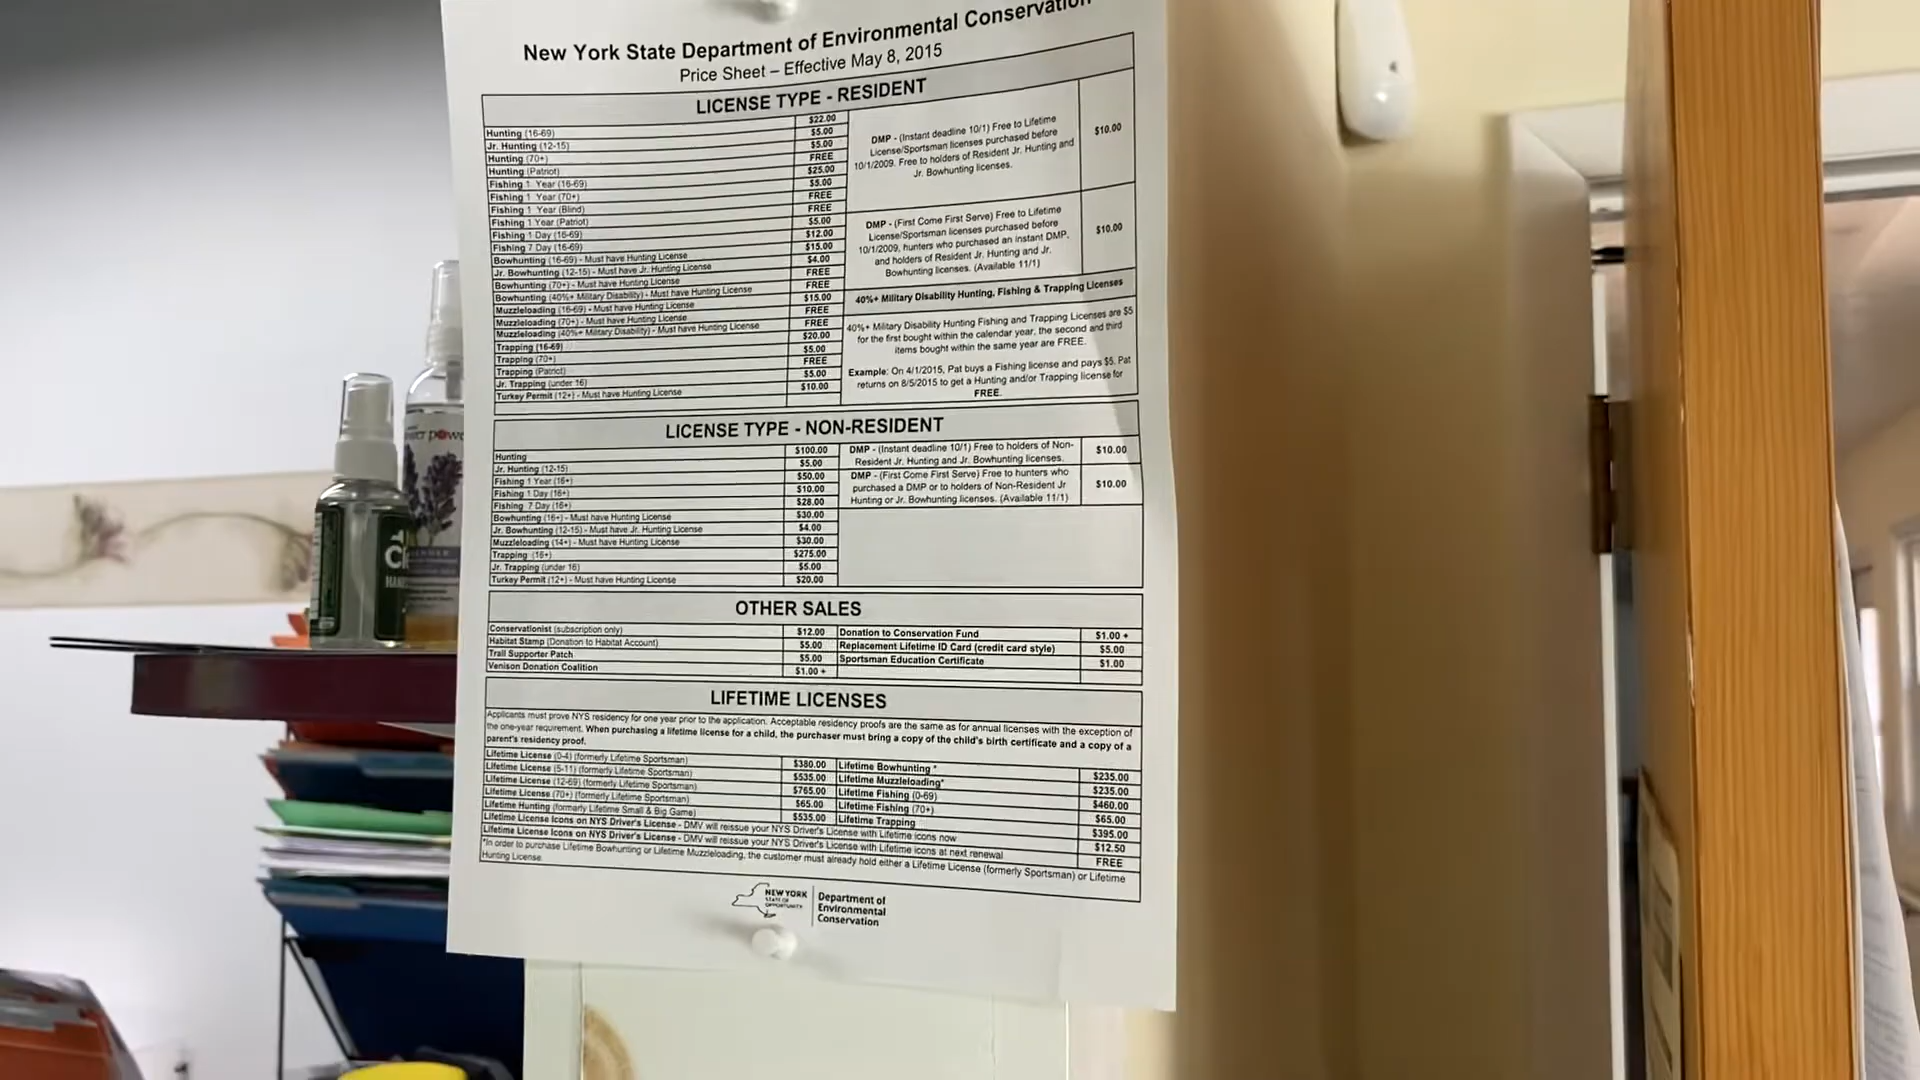 New York State Department of Environmental Conservation
Price Sheet – Effective May 8, 2015
LICENSE TYPE - RESIDENT
Hunting (16-69) $22.00
Jr. Hunting (12-15) $5.00
Hunting (70+) $5.00
Hunting (Patriot) FREE
Fishing 1 Year (16-69) $25.00
Fishing 1 Year (70+) $5.00
Fishing 1 Year (Blind) FREE
Fishing 1 Year (Patriot) FREE
Fishing 1 Day (16-69) $5.00
Fishing 7 Day (16-69) $12.00
Bowhunting (16-69) - Must have Hunting License $15.00
Jr. Bowhunting (12-15) - Must have Jr. Hunting License $4.00
Bowhunting (70+) - Must have Hunting License FREE
Bowhunting (40%+ Military Disability) - Must have Hunting License FREE
Muzzleloading (16-69) - Must have Hunting License $15.00
Muzzleloading (70+) - Must have Hunting License FREE
Muzzleloading (40%+ Military Disability) - Must have Hunting License FREE
Trapping (16-69) $20.00
Trapping (70+) $5.00
Trapping (Patriot) FREE
Jr. Trapping (under 16) $5.00
Turkey Permit (12+) - Must have Hunting License $10.00
DMP - (Instant deadline 10/1) Free to Lifetime
License/Sportsman licenses purchased before
10/1/2009. Free to holders of Resident Jr. Hunting and
Jr. Bowhunting licenses.
$10.00
DMP - (First Come First Serve) Free to Lifetime
License/Sportsman licenses purchased before
10/1/2009, hunters who purchased an instant DMP,
and holders of Resident Jr. Hunting and Jr.
Bowhunting licenses. (Available 11/1)
$10.00
40%+ Military Disability Hunting, Fishing & Trapping Licenses
40%+ Military Disability Hunting Fishing and Trapping Licenses are $5
for the first bought within the calendar year, the second and third
items bought within the same year are FREE.
Example: On 4/1/2015, Pat buys a Fishing license and pays $5. Pat
returns on 8/5/2015 to get a Hunting and/or Trapping license for
FREE.
LICENSE TYPE - NON-RESIDENT
Hunting $100.00
Jr. Hunting (12-15) $5.00
Fishing 1 Year (16+) $50.00
Fishing 1 Day (16+) $10.00
Fishing 7 Day (16+) $28.00
Bowhunting (16+) - Must have Hunting License $30.00
Jr. Bowhunting (12-15) - Must have Jr. Hunting License $4.00
Muzzleloading (14+) - Must have Hunting License $30.00
Trapping (16+) $275.00
Jr. Trapping (under 16) $5.00
Turkey Permit (12+) - Must have Hunting License $20.00
DMP - (Instant deadline 10/1) Free to holders of Non-
Resident Jr. Hunting and Jr. Bowhunting licenses.
$10.00
DMP - (First Come First Serve) Free to hunters who
purchased a DMP or to holders of Non-Resident Jr
Hunting or Jr. Bowhunting licenses. (Available 11/1)
$10.00
OTHER SALES
Conservationist (subscription only) $12.00 Donation to Conservation Fund $1.00 +
Habitat Stamp (Donation to Habitat Account) $5.00 Replacement Lifetime ID Card (credit card style) $5.00
Trail Supporter Patch $5.00 Sportsman Education Certificate $1.00
Venison Donation Coalition $1.00 +
LIFETIME LICENSES
Applicants must prove NYS residency for one year prior to the application. Acceptable residency proofs are the same as for annual licenses with the exception of
the one-year requirement. When purchasing a lifetime license for a child, the purchaser must bring a copy of the child's birth certificate and a copy of a
parent's residency proof.
Lifetime License (0-4) (formerly Lifetime Sportsman) $380.00 Lifetime Bowhunting * $235.00
Lifetime License (5-11) (formerly Lifetime Sportsman) $535.00 Lifetime Muzzleloading* $235.00
Lifetime License (12-69) (formerly Lifetime Sportsman) $765.00 Lifetime Fishing (0-69) $460.00
Lifetime License (70+) (formerly Lifetime Sportsman) $65.00 Lifetime Fishing (70+) $65.00
Lifetime Hunting (formerly Lifetime Small & Big Game) $535.00 Lifetime Trapping $395.00
Lifetime License Icons on NYS Driver's License - DMV will reissue your NYS Driver's License with Lifetime icons now $12.50
Lifetime License Icons on NYS Driver's License - DMV will reissue your NYS Driver's License with Lifetime icons at next renewal FREE
*In order to purchase Lifetime Bowhunting or Lifetime Muzzleloading, the customer must already hold either a Lifetime License (formerly Sportsman) or Lifetime
Hunting License.
NEW YORK
STATE OF
OPPORTUNITY
Department of
Environmental
Conservation